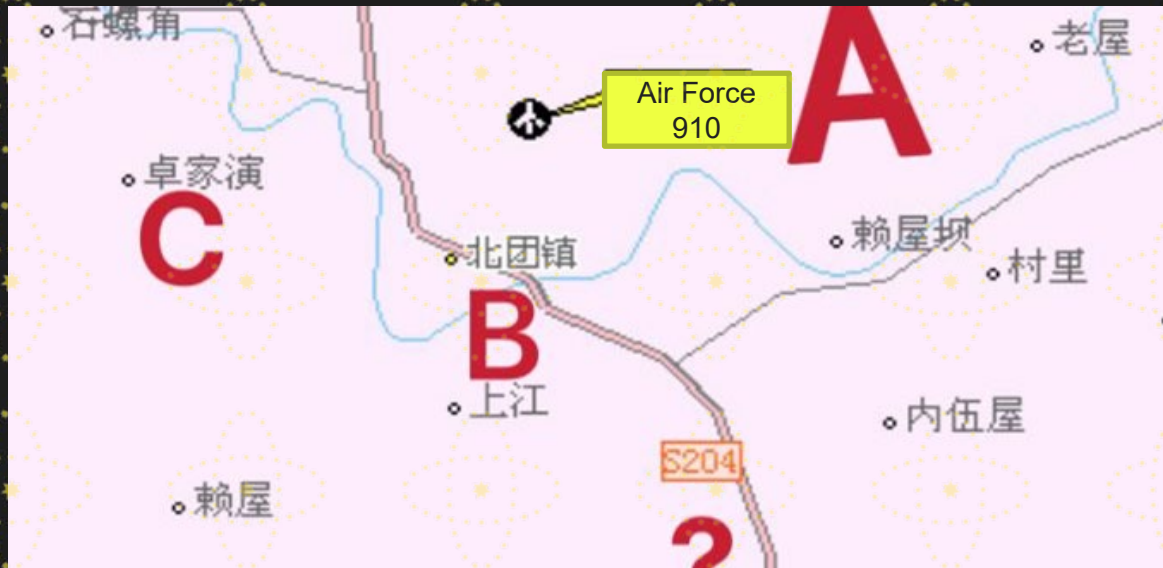 石螺角
老屋
Air Force
910
A
卓家演
C
赖屋坝
北团镇
村里
B
上江
内伍屋
S204
赖屋
?